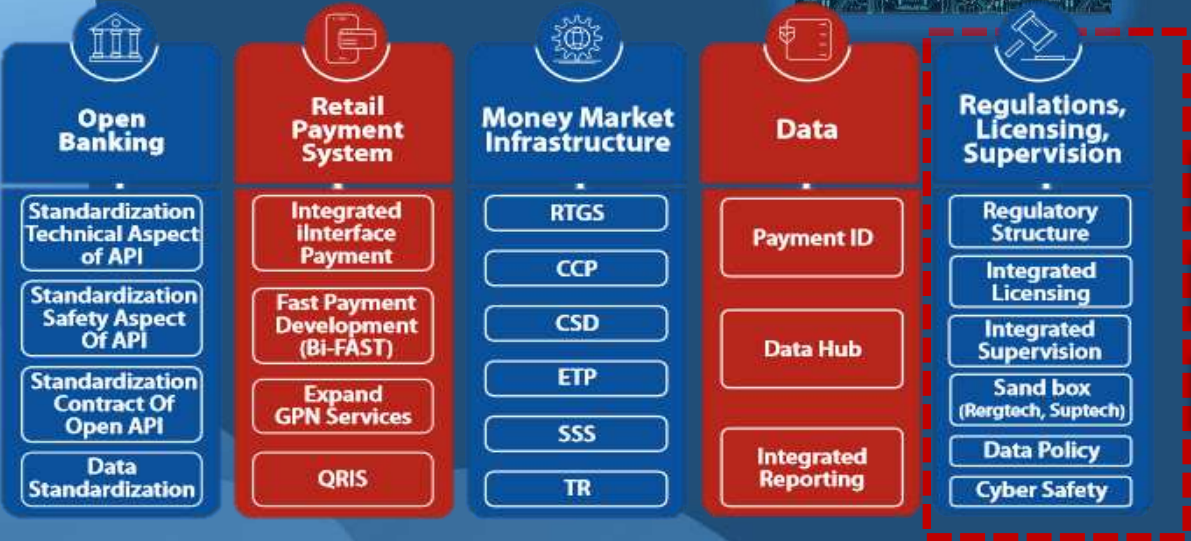 Open
Banking
Standardization
Technical Aspect
of API
Standardization
Safety Aspect
Of API
Standardization
Contract Of
Open API
Data
Standardization
Retail
Payment
System
Integrated
iInterface
Payment
Fast Payment
Development
(Bi-FAST)
Expand
GPN Services
QRIS
Money Market
Infrastructure
RTGS
CCP
CSD
ETP
SSS
TR
Data
Payment ID
Data Hub
Integrated
Reporting
Regulations,
Licensing,
Supervision
Regulatory
Structure
Integrated
Licensing
Integrated
Supervision
Sand box
(Rergtech, Suptech)
Data Policy
Cyber Safety